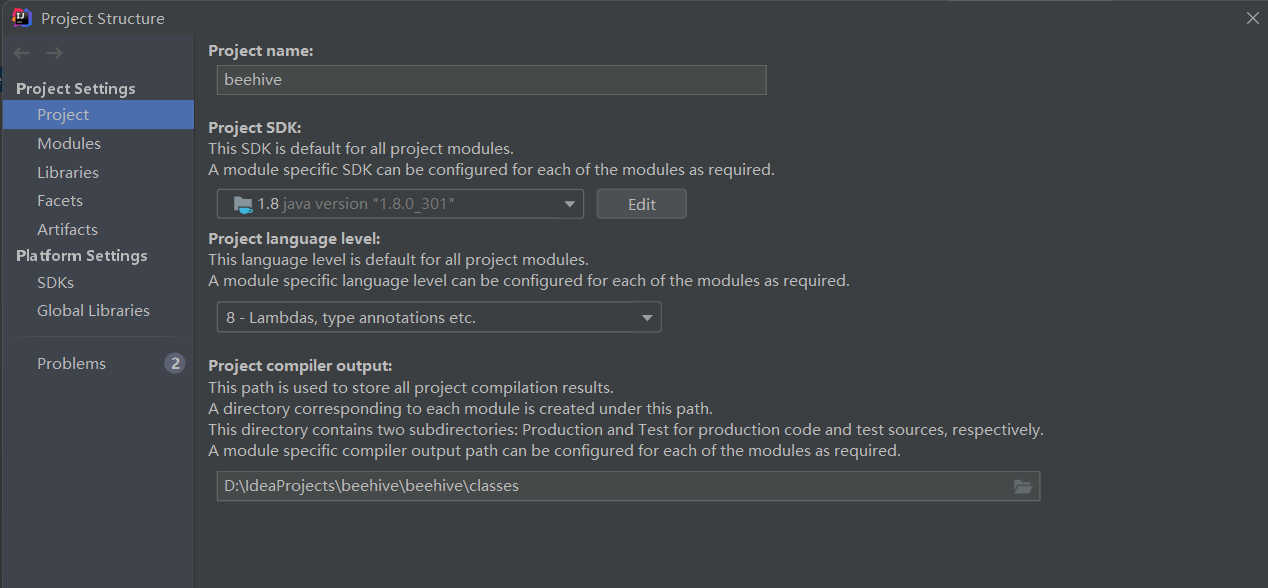 Project Structure
Project Settings
Project
Modules
Libraries
Facets
Artifacts
Platform Settings
SDKs
Global Libraries
Problems 2
Project name:
beehive
Project SDK:
This SDK is default for all project modules.
A module specific SDK can be configured for each of the modules as required.
1.8 java version "1.8.0_301" Edit
Project language level:
This language level is default for all project modules.
A module specific language level can be configured for each of the modules as required.
8 - Lambdas, type annotations etc.
Project compiler output:
This path is used to store all project compilation results.
A directory corresponding to each module is created under this path.
This directory contains two subdirectories: Production and Test for production code and test sources, respectively.
A module specific compiler output path can be configured for each of the modules as required.
D:\IdeaProjects\beehive\beehive\classes